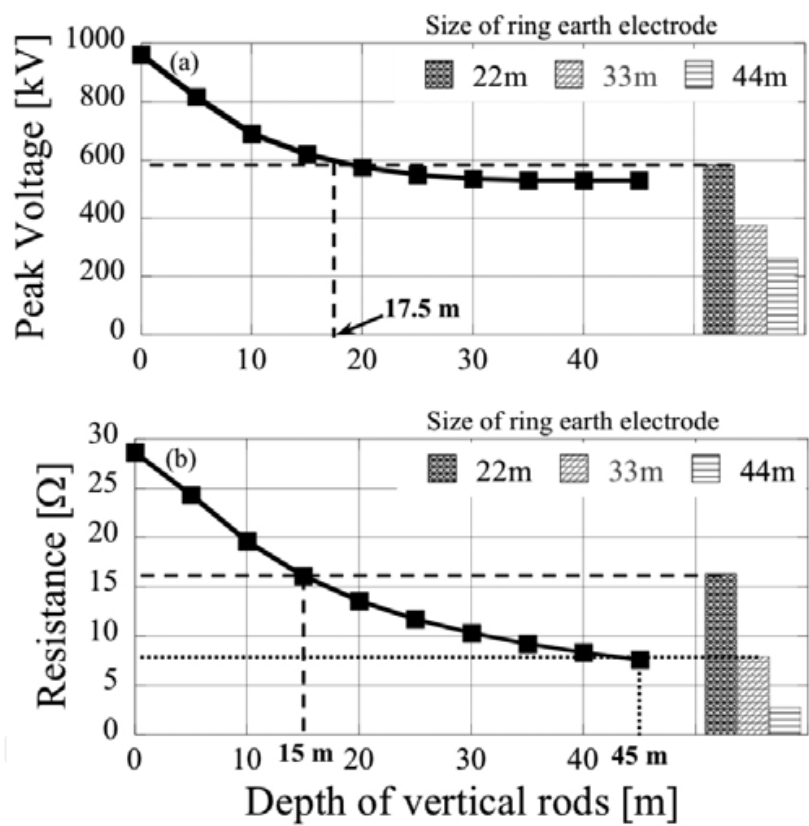 Size of ring earth electrode
22m 33m 44m
(a)
Peak Voltage [kV]
1000
800
600
400
200
0
17.5 m
0 10 20 30 40
Size of ring earth electrode
22m 33m 44m
(b)
Resistance [Ω]
30
25
20
15
10
5
0
0 10 15 m 20 30 40 45 m
Depth of vertical rods [m]